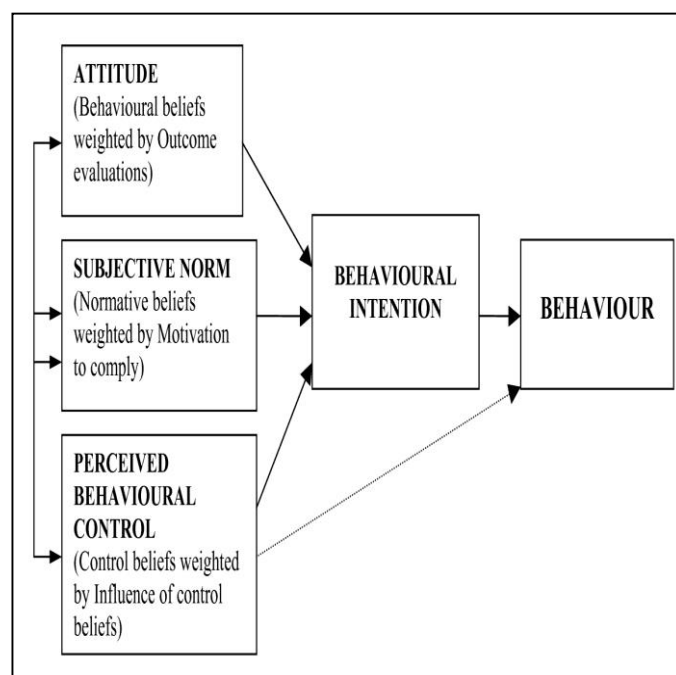 ATTITUDE
(Behavioural beliefs
weighted by Outcome
evaluations)
SUBJECTIVE NORM
(Normative beliefs
weighted by Motivation
to comply)
PERCEIVED
BEHAVIOURAL
CONTROL
(Control beliefs weighted
by Influence of control
beliefs)
BEHAVIOURAL
INTENTION
BEHAVIOUR